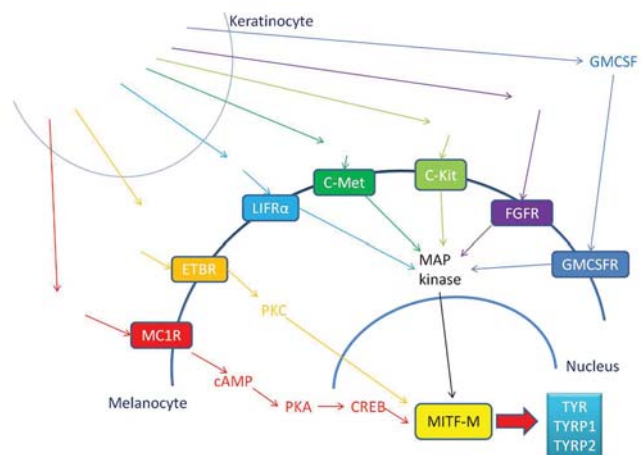 Keratinocyte
GMCSF
C-Met
C-Kit
LIFRα
FGFR
ETBR
MAP
kinase
GMCSFR
PKC
MC1R
Nucleus
cAMP
Melanocyte
PKA
CREB
MITF-M
TYR
TYRP1
TYRP2